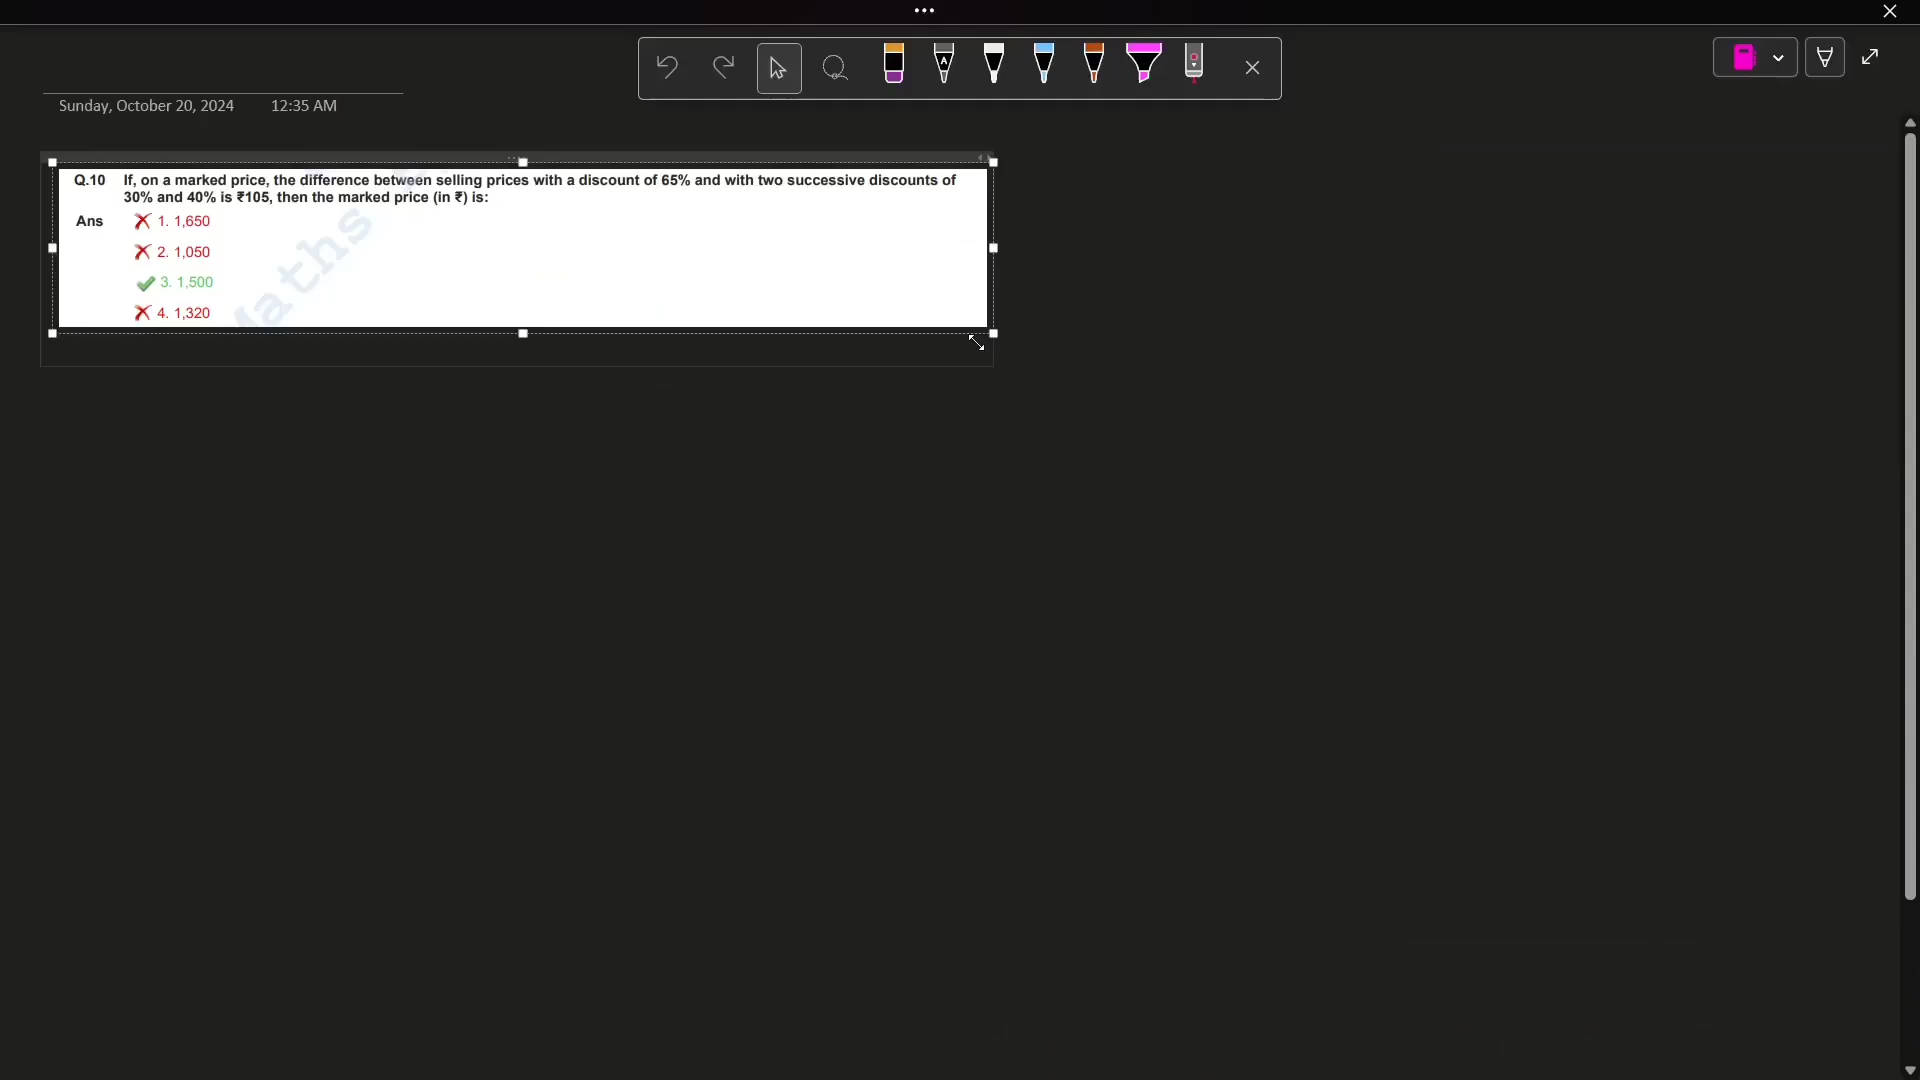 Sunday, October 20, 2024 12:35 AM
Q.10 If, on a marked price, the difference between selling prices with a discount of 65% and with two successive discounts of
30% and 40% is ₹105, then the marked price (in ₹) is:
Ans 1. 1,650
2. 1,050
3. 1,500
4. 1,320
Maths